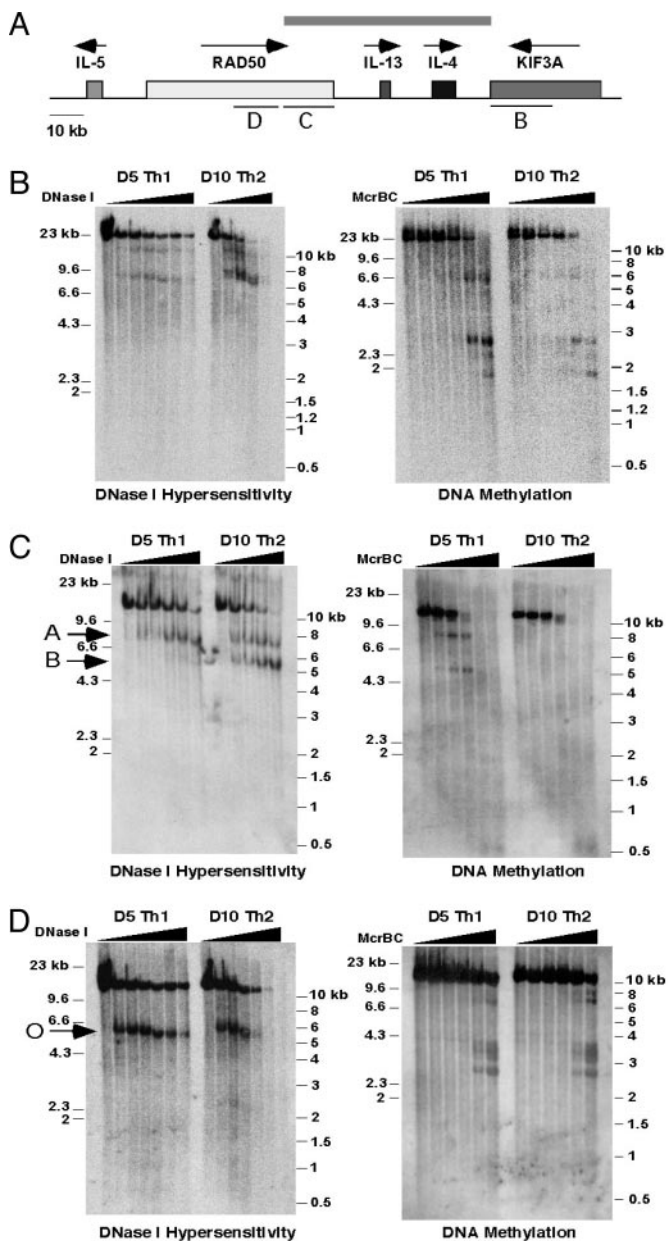 A
IL-5 RAD50 IL-13 IL-4 KIF3A
D C B
10 kb
B
D5 Th1 D10 Th2 D5 Th1 D10 Th2
DNase I McrBC
23 kb 10 kb 23 kb 10 kb
9.6 8 9.6 8
6.6 6 6.6 6
5 5
4.3 4 4.3 4
3 3
2.3 2 2.3 2
2 1.5 2 1.5
1.2 1.2
1 1
0.5 0.5
DNase I Hypersensitivity DNA Methylation
C
D5 Th1 D10 Th2 D5 Th1 D10 Th2
DNase I McrBC
23 kb 23 kb
9.6 10 kb 9.6 10 kb
A 8 8
6.6 6 6.6 6
B 5 5
4.3 4 4.3 4
3 3
2.3 2.3
2 2 2 2
1.5 1.5
1 1
0.5 0.5
DNase I Hypersensitivity DNA Methylation
D
D5 Th1 D10 Th2 D5 Th1 D10 Th2
DNase I McrBC
23 kb 10 kb 23 kb 10 kb
9.6 8 9.6 8
O 6.6 6 6.6 6
5 5
4.3 4 4.3 4
3 3
2.3 2 2.3 2
2 1.5 2 1.5
1 1
0.5 0.5
DNase I Hypersensitivity DNA Methylation